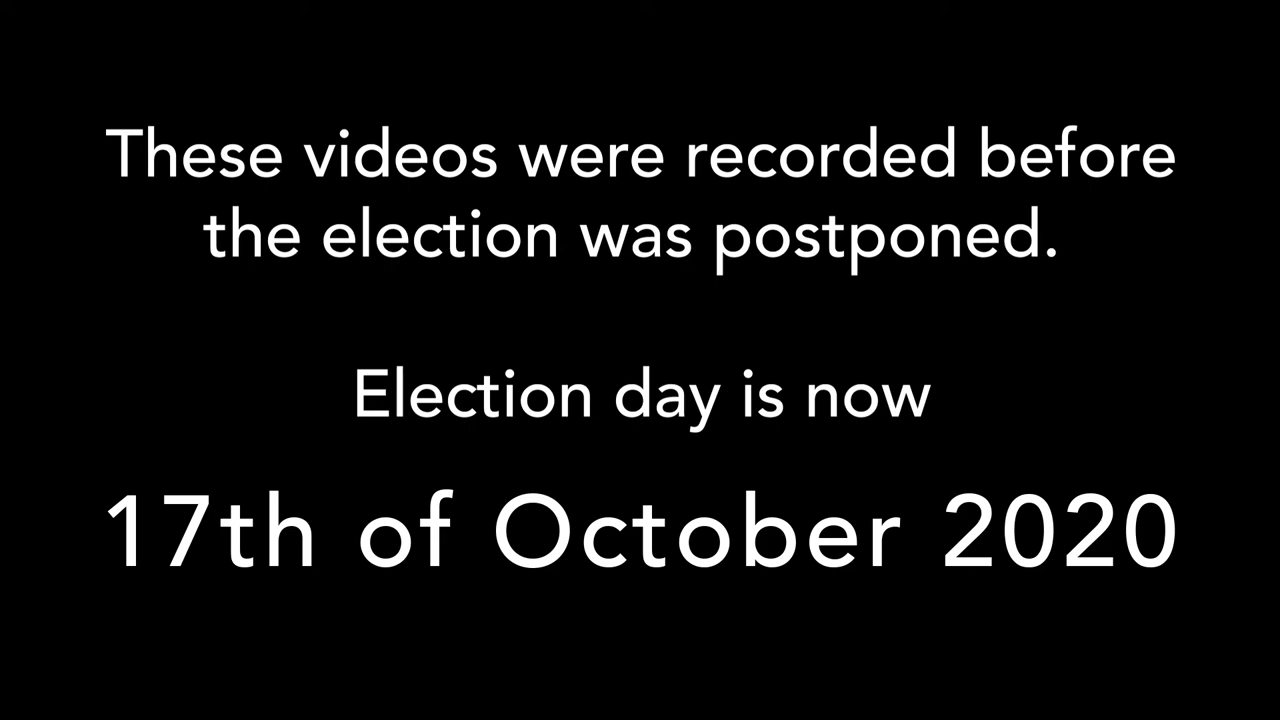 These videos were recorded before
the election was postponed.
Election day is now
17th of October 2020